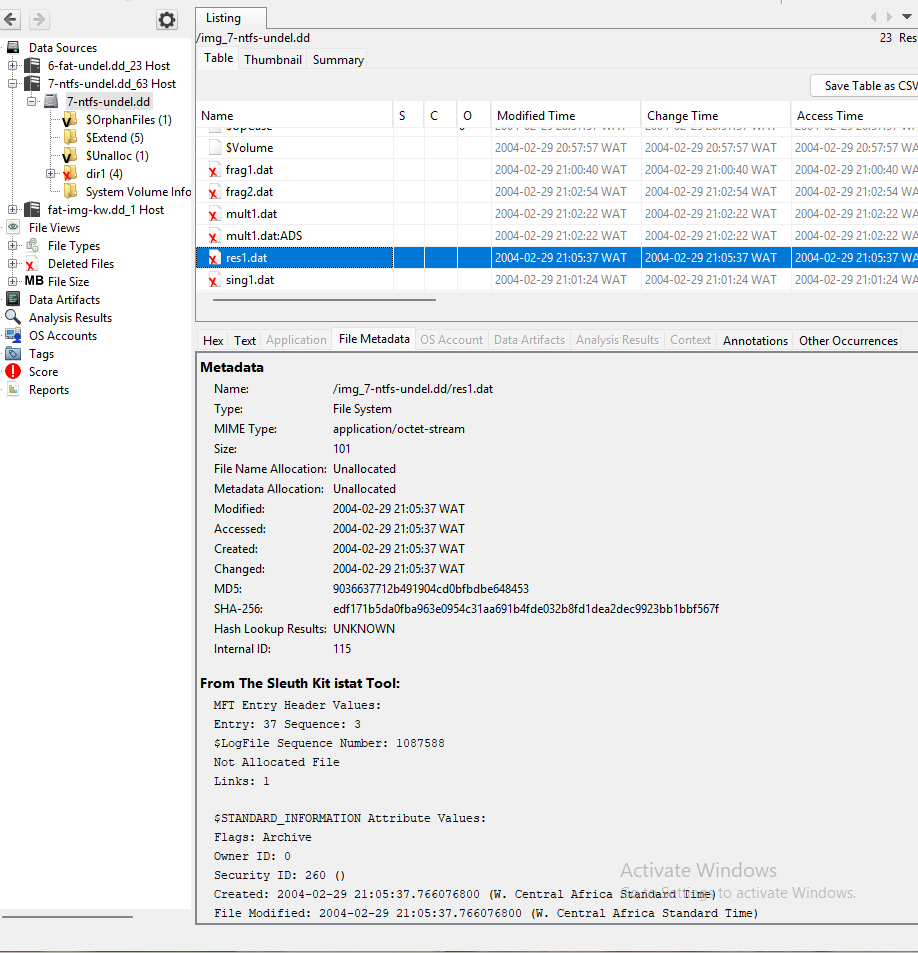 Listing
/img_7-ntfs-undel.dd 23 Res
Table Thumbnail Summary
Save Table as CSV
Name S C O Modified Time Change Time Access Time
$Volume 2004-02-29 20:57:57 WAT 2004-02-29 20:57:57 WAT 2004-02-29 20:57:57 WA
frag1.dat 2004-02-29 21:00:40 WAT 2004-02-29 21:00:40 WAT 2004-02-29 21:00:40 WA
frag2.dat 2004-02-29 21:02:54 WAT 2004-02-29 21:02:54 WAT 2004-02-29 21:02:54 WA
mult1.dat 2004-02-29 21:02:22 WAT 2004-02-29 21:02:22 WAT 2004-02-29 21:02:22 WA
mult1.dat:ADS 2004-02-29 21:02:22 WAT 2004-02-29 21:02:22 WAT 2004-02-29 21:02:22 WA
res1.dat 2004-02-29 21:05:37 WAT 2004-02-29 21:05:37 WAT 2004-02-29 21:05:37 WA
sing1.dat 2004-02-29 21:01:24 WAT 2004-02-29 21:01:24 WAT 2004-02-29 21:01:24 WA
Data Sources
6-fat-undel.dd_23 Host
7-ntfs-undel.dd_63 Host
7-ntfs-undel.dd
$OrphanFiles (1)
$Extend (5)
$Unalloc (1)
dir1 (4)
System Volume Info
fat-img-kw.dd_1 Host
File Views
File Types
Deleted Files
MB File Size
Data Artifacts
Analysis Results
OS Accounts
Tags
Score
Reports
Hex Text Application File Metadata OS Account Data Artifacts Analysis Results Context Annotations Other Occurrences
Metadata
Name: /img_7-ntfs-undel.dd/res1.dat
Type: File System
MIME Type: application/octet-stream
Size: 101
File Name Allocation: Unallocated
Metadata Allocation: Unallocated
Modified: 2004-02-29 21:05:37 WAT
Accessed: 2004-02-29 21:05:37 WAT
Created: 2004-02-29 21:05:37 WAT
Changed: 2004-02-29 21:05:37 WAT
MD5: 9036637712b491904cd0bfbdbe648453
SHA-256: edf171b5da0fba963e0954c31aa691b4fde032b8fd1dea2dec9923bb1bbf567f
Hash Lookup Results: UNKNOWN
Internal ID: 115
From The Sleuth Kit istat Tool:
MFT Entry Header Values:
Entry: 37 Sequence: 3
$LogFile Sequence Number: 1087588
Not Allocated File
Links: 1
$STANDARD_INFORMATION Attribute Values:
Flags: Archive
Owner ID: 0
Security ID: 260 ()
Created: 2004-02-29 21:05:37.766076800 (W. Central Africa Standard Time)
File Modified: 2004-02-29 21:05:37.766076800 (W. Central Africa Standard Time)
Activate Windows
Go to Settings to activate Windows.